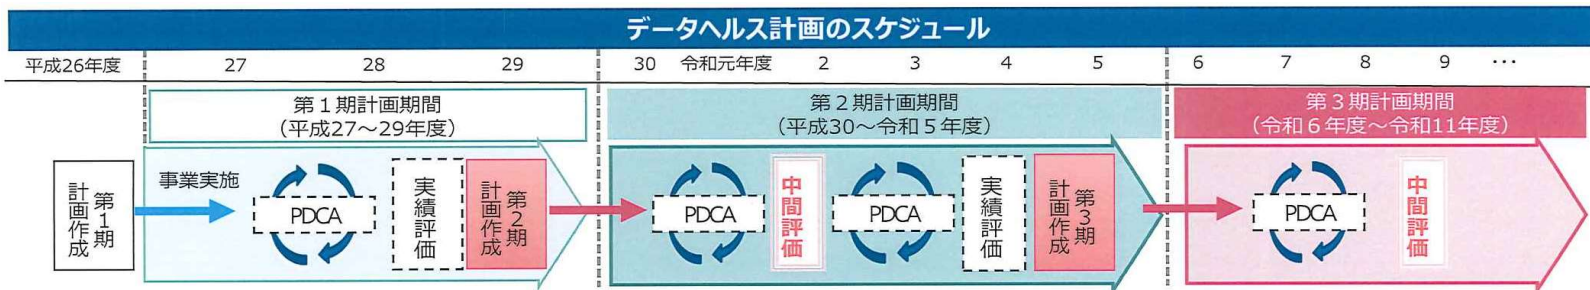 データヘルス計画のスケジュール
平成26年度 27 28 29 30 令和元年度 2 3 4 5 6 7 8 9 …
第1期計画期間
(平成27~29年度)
第2期計画期間
(平成30~令和5年度)
第3期計画期間
(令和6年度~令和11年度)
第1期
計画作成
事業実施
PDCA
実績評価
第2期
計画作成
PDCA
中間評価
PDCA
実績評価
第3期
計画作成
PDCA
中間評価